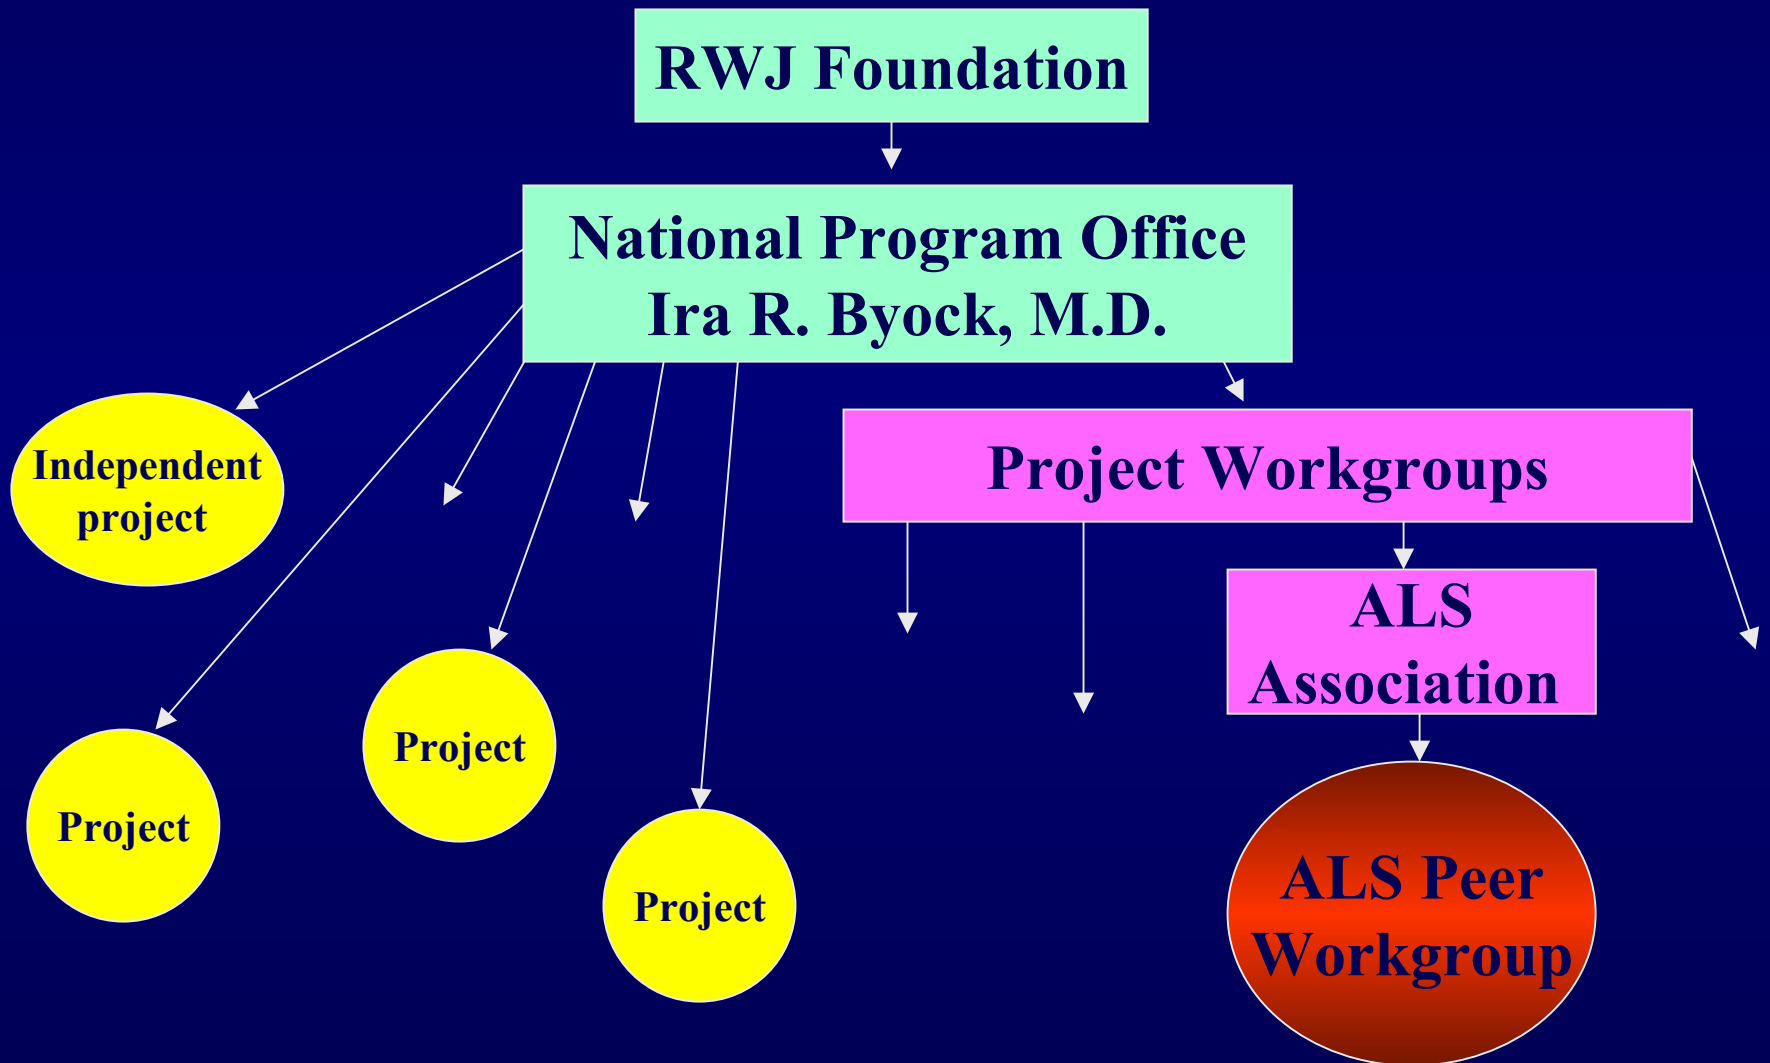 RWJ Foundation
National Program Office
Ira R. Byock, M.D.
Independent
project
Project Workgroups
ALS
Association
Project
Project
Project
ALS Peer
Workgroup